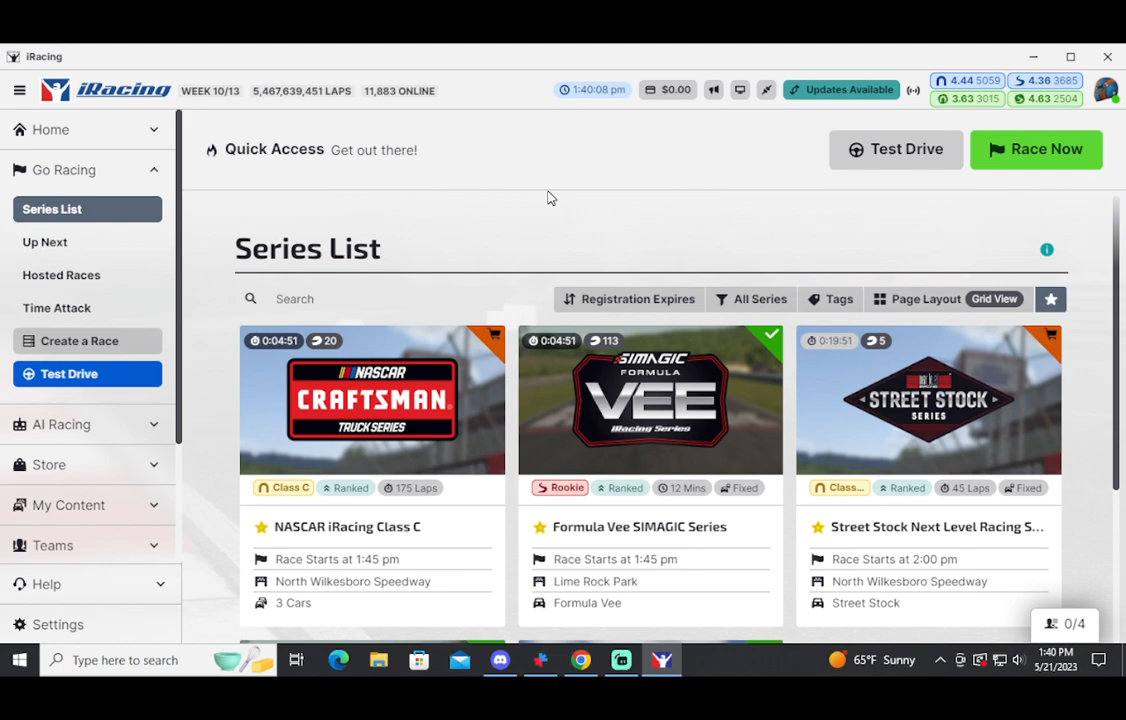 iRacing
iRacing WEEK 10/13 5,467,639,451 LAPS 11,883 ONLINE 1:40:08 pm $0.00 Updates Available 4.44 5059 4.36 3685
3.63 3015 4.63 2504
Home
Go Racing
Series List
Up Next
Hosted Races
Time Attack
Create a Race
Test Drive
AI Racing
Store
My Content
Teams
Help
Settings
Quick Access Get out there! Test Drive Race Now
Series List
Search Registration Expires All Series Tags Page Layout Grid View
0:04:51 20
NASCAR
CRAFTSMAN
TRUCK SERIES
Class C Ranked 175 Laps
NASCAR iRacing Class C
Race Starts at 1:45 pm
North Wilkesboro Speedway
3 Cars
0:04:51 113
SIMAGIC
FORMULA
VEE
iRacing Series
Rookie Ranked 12 Mins Fixed
Formula Vee SIMAGIC Series
Race Starts at 1:45 pm
Lime Rock Park
Formula Vee
0:19:51 5
STREET STOCK
SERIES
Class... Ranked 45 Laps Fixed
Street Stock Next Level Racing S...
Race Starts at 2:00 pm
North Wilkesboro Speedway
Street Stock
0/4
Type here to search
65°F Sunny
1:40 PM
5/21/2023